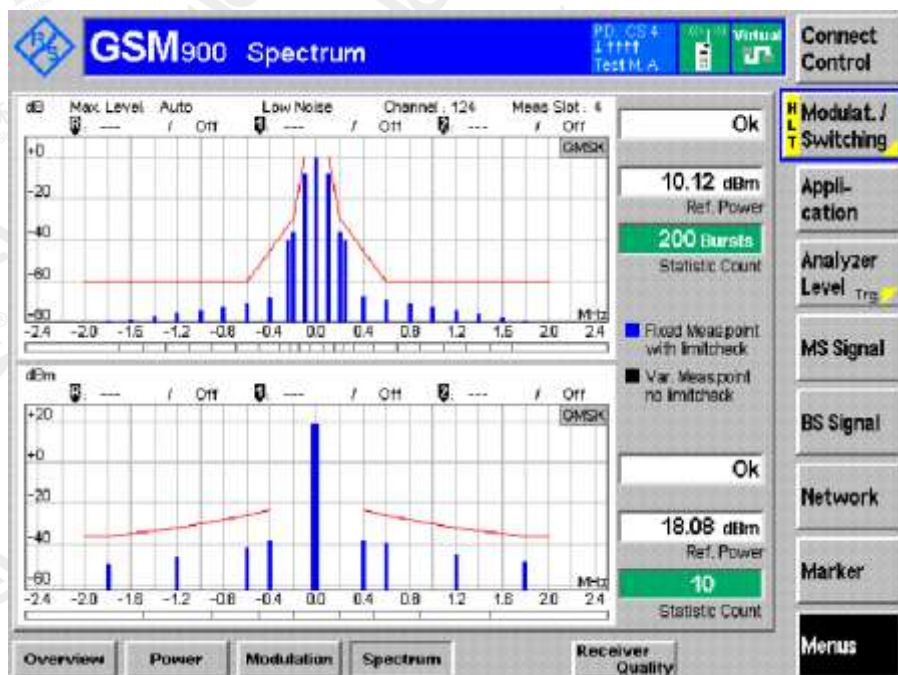 GSM900 Spectrum
PD: CS4
Test M. A
Virtual
Connect Control
dB Max. Level Auto Low Noise Channel : 124 Meas Slot : 4
--- / Off --- / Off --- / Off
GMSK
+0
-20
-40
-60
-80
MHz
-2.4 -2.0 -1.6 -1.2 -0.8 -0.4 0.0 0.4 0.8 1.2 1.6 2.0 2.4
Ok
10.12 dBm
Ref. Power
200 Bursts
Statistic Count
Fixed Meas.point
with limitcheck
Var. Meas.point
no limitcheck
dBm
--- / Off --- / Off --- / Off
GMSK
+20
+0
-20
-40
-60
MHz
-2.4 -2.0 -1.6 -1.2 -0.8 -0.4 0.0 0.4 0.8 1.2 1.6 2.0 2.4
Ok
18.08 dBm
Ref. Power
10
Statistic Count
HLT
Modulat. /
Switching
Appli-
cation
Analyzer
Level Trg
MS Signal
BS Signal
Network
Marker
Menus
Overview
Power
Modulation
Spectrum
Receiver
Quality